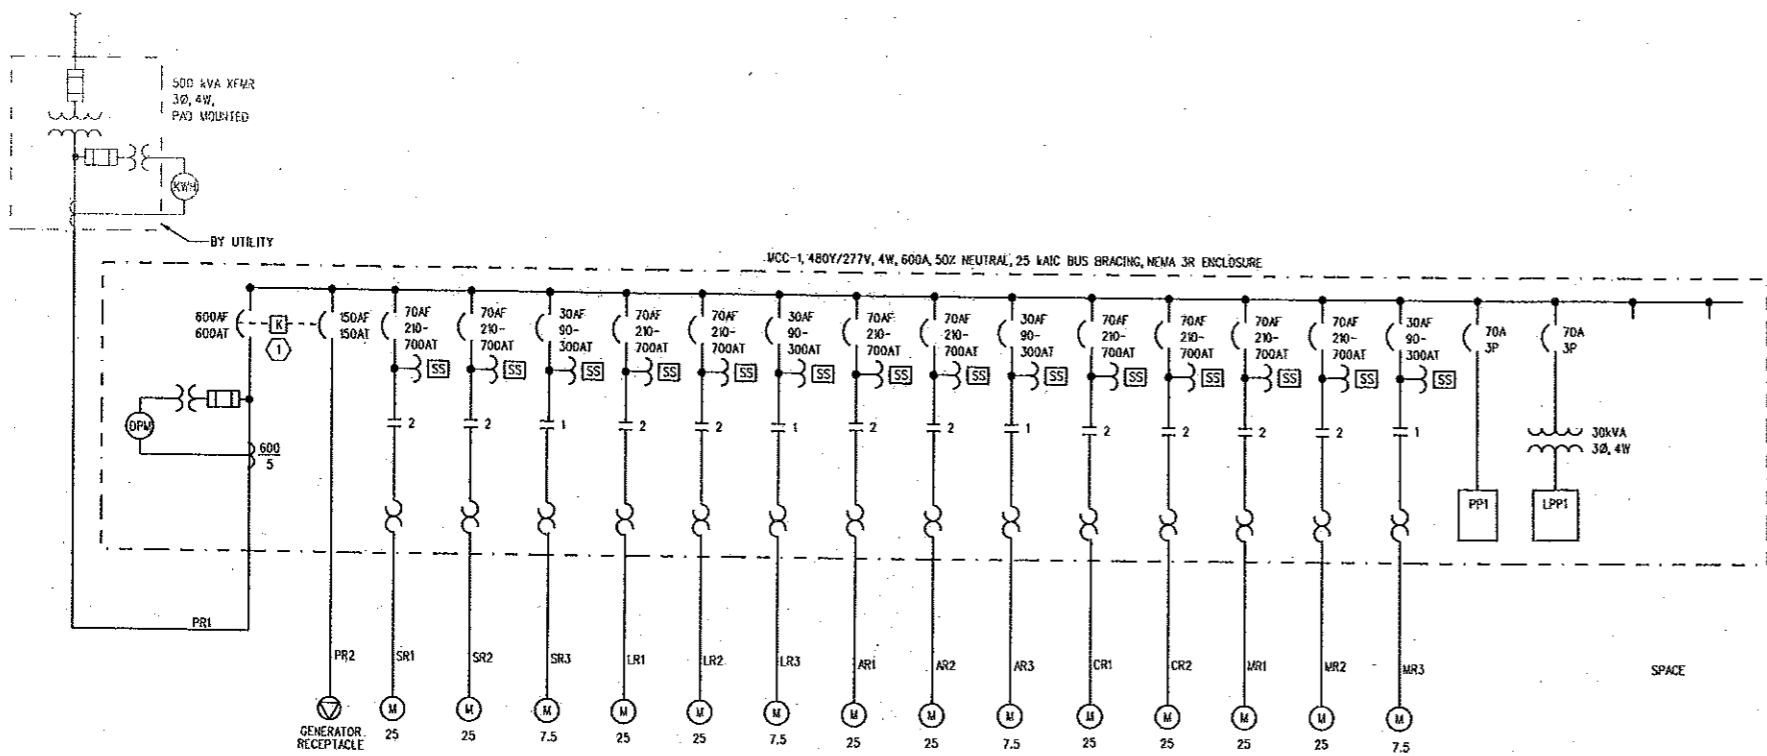 500 kVA XFMR
3Ø, 4W,
PAD MOUNTED
KWH
BY UTILITY
MCC-1, 480Y/277V, 4W, 600A, 50% NEUTRAL, 25 kAIC BUS BRACING, NEMA 3R ENCLOSURE
600AF
600AT
K
1
150AF
150AT
70AF
210-
700AT
SS
70AF
210-
700AT
SS
30AF
90-
300AT
SS
70AF
210-
700AT
SS
70AF
210-
700AT
SS
30AF
90-
300AT
SS
70AF
210-
700AT
SS
70AF
210-
700AT
SS
30AF
90-
300AT
SS
70AF
210-
700AT
SS
70AF
210-
700AT
SS
70AF
210-
700AT
SS
70AF
210-
700AT
SS
30AF
90-
300AT
SS
70A
3P
70A
3P
DPM
600
5
2
2
1
2
2
1
2
2
1
2
2
2
2
1
30kVA
3Ø, 4W
PP1
LPP1
PR1
PR2
SR1
SR2
SR3
LR1
LR2
LR3
AR1
AR2
AR3
CR1
CR2
MR1
MR2
MR3
SPACE
M
M
M
M
M
M
M
M
M
M
M
M
M
M
GENERATOR
RECEPTACLE
25
25
7.5
25
25
7.5
25
25
7.5
25
25
25
25
7.5